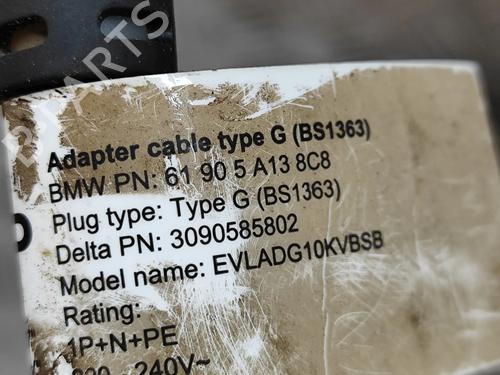 Adapter cable type G (BS1363)
BMW PN: 61 90 5 A13 8C8
Plug type: Type G (BS1363)
Delta PN: 3090585802
Model name: EVLADG10KVBSB
Rating:
1P+N+PE
240V~